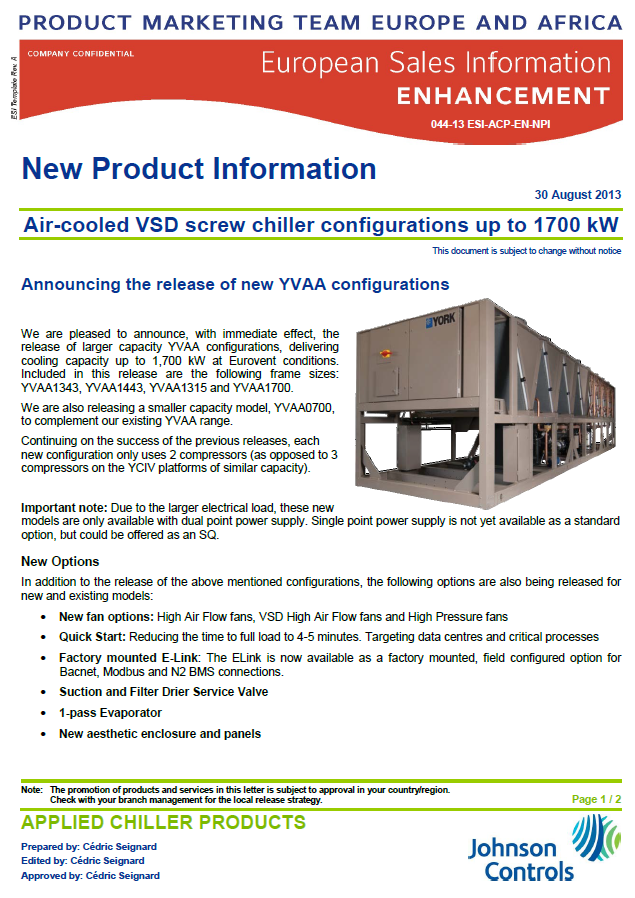 PRODUCT MARKETING TEAM EUROPE AND AFRICA
ESI Template Rev. A
COMPANY CONFIDENTIAL
European Sales Information
ENHANCEMENT
044-13 ESI-ACP-EN-NPI
New Product Information
30 August 2013
Air-cooled VSD screw chiller configurations up to 1700 kW
This document is subject to change without notice
Announcing the release of new YVAA configurations
YORK
We are pleased to announce, with immediate effect, the
release of larger capacity YVAA configurations, delivering
cooling capacity up to 1,700 kW at Eurovent conditions.
Included in this release are the following frame sizes:
YVAA1343, YVAA1443, YVAA1315 and YVAA1700.
We are also releasing a smaller capacity model, YVAA0700,
to complement our existing YVAA range.
Continuing on the success of the previous releases, each
new configuration only uses 2 compressors (as opposed to 3
compressors on the YCIV platforms of similar capacity).
Important note: Due to the larger electrical load, these new
models are only available with dual point power supply. Single point power supply is not yet available as a standard
option, but could be offered as an SQ.
New Options
In addition to the release of the above mentioned configurations, the following options are also being released for
new and existing models:
• New fan options: High Air Flow fans, VSD High Air Flow fans and High Pressure fans
• Quick Start: Reducing the time to full load to 4-5 minutes. Targeting data centres and critical processes
• Factory mounted E-Link: The ELink is now available as a factory mounted, field configured option for
Bacnet, Modbus and N2 BMS connections.
• Suction and Filter Drier Service Valve
• 1-pass Evaporator
• New aesthetic enclosure and panels
Note: The promotion of products and services in this letter is subject to approval in your country/region.
Check with your branch management for the local release strategy.
Page 1 / 2
APPLIED CHILLER PRODUCTS
Prepared by: Cédric Seignard
Edited by: Cédric Seignard
Approved by: Cédric Seignard
Johnson
Controls